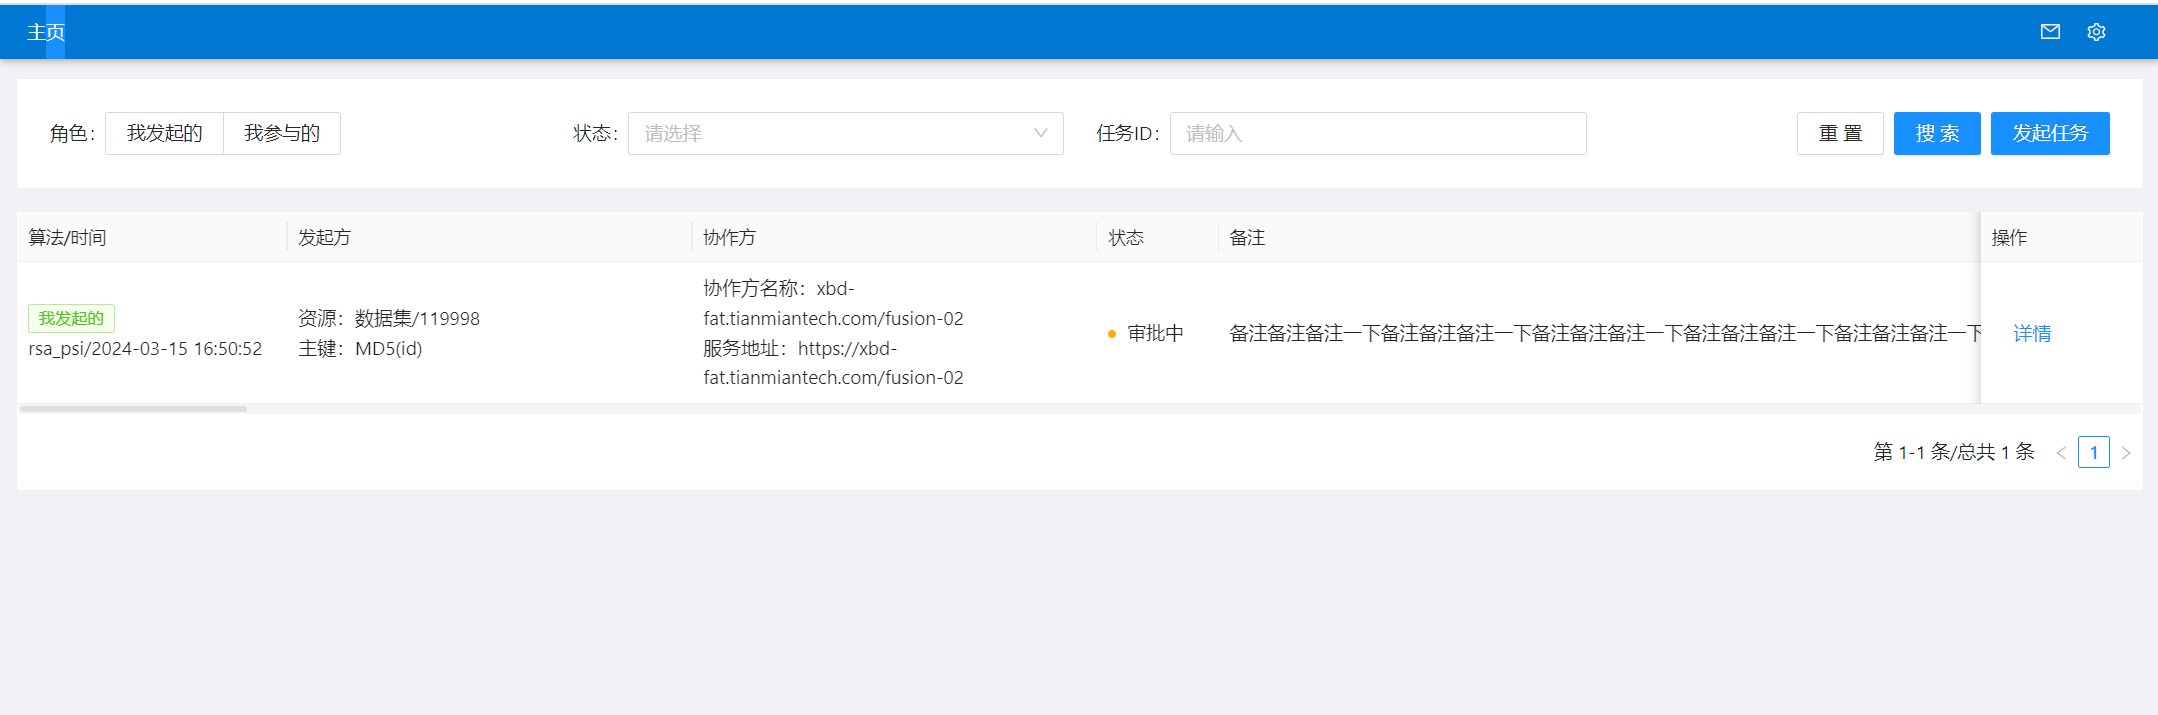 主页
角色： 我发起的 我参与的 状态： 请选择 任务ID： 请输入 重 置 搜 索 发起任务
算法/时间 发起方 协作方 状态 备注 操作
我发起的
rsa_psi/2024-03-15 16:50:52
资源：数据集/119998
主键：MD5(id)
协作方名称：xbd-
fat.tianmiantech.com/fusion-02
服务地址：https://xbd-
fat.tianmiantech.com/fusion-02
审批中
备注备注备注一下备注备注备注一下备注备注备注一下备注备注备注一下备注备注备注一下
详情
第 1-1 条/总共 1 条 < 1 >